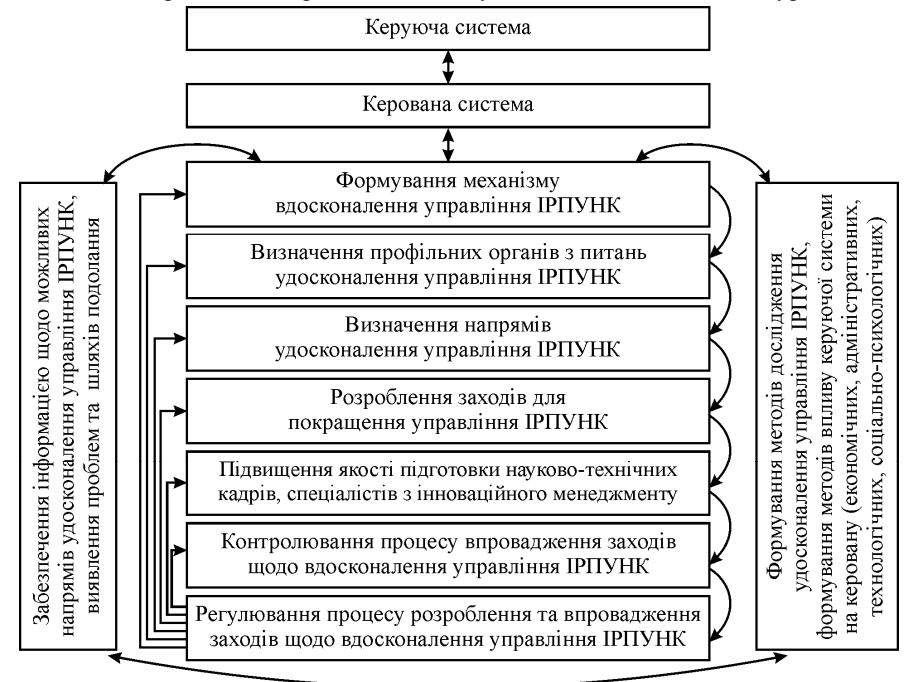 Керуюча система
Керована система
Забезпечення інформацією щодо можливих
напрямів удосконалення управління ІРПУНК,
виявлення проблем та шляхів подолання
Формування механізму
вдосконалення управління ІРПУНК
Визначення профільних органів з питань
удосконалення управління ІРПУНК
Визначення напрямів
удосконалення управління ІРПУНК
Розроблення заходів для
покращення управління ІРПУНК
Підвищення якості підготовки науково-технічних
кадрів, спеціалістів з інноваційного менеджменту
Контролювання процесу впровадження заходів
щодо вдосконалення управління ІРПУНК
Регулювання процесу розроблення та впровадження
заходів щодо вдосконалення управління ІРПУНК
Формування методів дослідження
удосконалення управління ІРПУНК,
формування методів впливу керуючої системи
на керовану (економічних, адміністративних,
технологічних, соціально-психологічних)